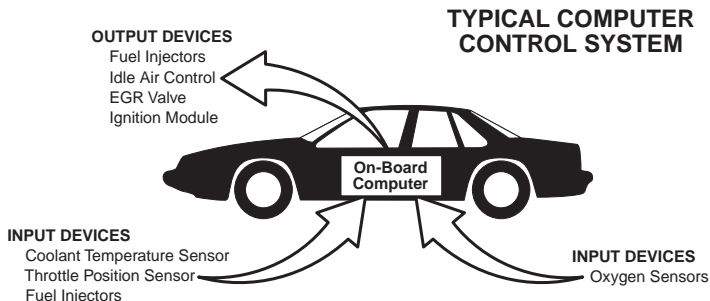 TYPICAL COMPUTER
CONTROL SYSTEM
OUTPUT DEVICES
Fuel Injectors
Idle Air Control
EGR Valve
Ignition Module
On-Board
Computer
INPUT DEVICES
Coolant Temperature Sensor
Throttle Position Sensor
Fuel Injectors
INPUT DEVICES
Oxygen Sensors